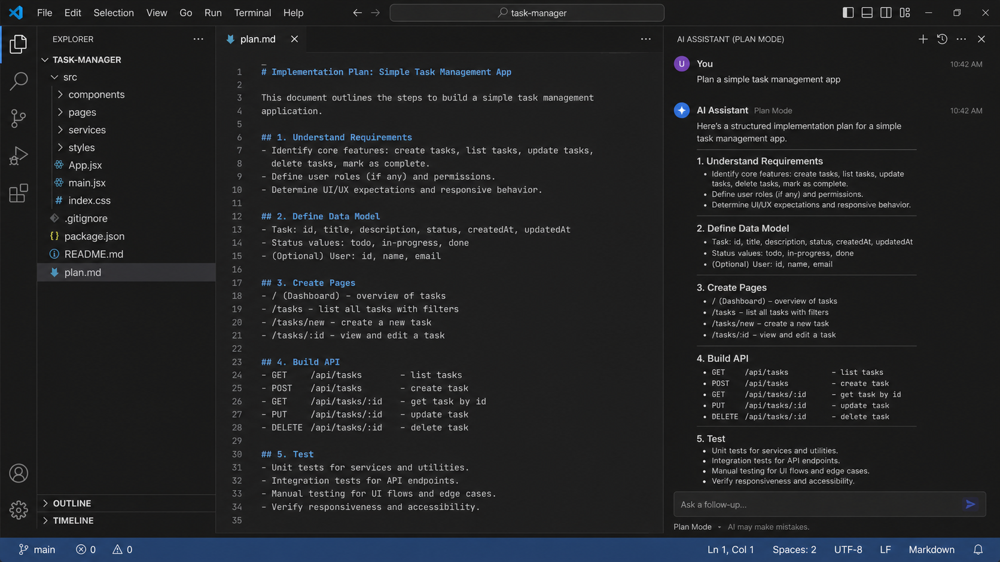 File Edit Selection View Go Run Terminal Help
task-manager
EXPLORER
TASK-MANAGER
src
components
pages
services
styles
App.jsx
main.jsx
# index.css
.gitignore
{} package.json
README.md
plan.md
OUTLINE
TIMELINE
plan.md
1 # Implementation Plan: Simple Task Management App
2
3 This document outlines the steps to build a simple task management
4 application.
5
6 ## 1. Understand Requirements
7 - Identify core features: create tasks, list tasks, update tasks,
8 delete tasks, mark as complete.
9 - Define user roles (if any) and permissions.
10 - Determine UI/UX expectations and responsive behavior.
11
12 ## 2. Define Data Model
13 - Task: id, title, description, status, createdAt, updatedAt
14 - Status values: todo, in-progress, done
15 - (Optional) User: id, name, email
16
17 ## 3. Create Pages
18 - / (Dashboard) – overview of tasks
19 - /tasks – list all tasks with filters
20 - /tasks/new – create a new task
21 - /tasks/:id – view and edit a task
22
23 ## 4. Build API
24 - GET /api/tasks – list tasks
25 - POST /api/tasks – create task
26 - GET /api/tasks/:id – get task by id
27 - PUT /api/tasks/:id – update task
28 - DELETE /api/tasks/:id – delete task
29
30 ## 5. Test
31 - Unit tests for services and utilities.
32 - Integration tests for API endpoints.
33 - Manual testing for UI flows and edge cases.
34 - Verify responsiveness and accessibility.
35
AI ASSISTANT (PLAN MODE)
U You 10:42 AM
Plan a simple task management app
AI Assistant Plan Mode 10:42 AM
Here's a structured implementation plan for a simple
task management app.
1. Understand Requirements
• Identify core features: create tasks, list tasks, update
tasks, delete tasks, mark as complete.
• Define user roles (if any) and permissions.
• Determine UI/UX expectations and responsive behavior.
2. Define Data Model
• Task: id, title, description, status, createdAt, updatedAt
• Status values: todo, in-progress, done
• (Optional) User: id, name, email
3. Create Pages
• / (Dashboard) – overview of tasks
• /tasks – list all tasks with filters
• /tasks/new – create a new task
• /tasks/:id – view and edit a task
4. Build API
• GET /api/tasks – list tasks
• POST /api/tasks – create task
• GET /api/tasks/:id – get task by id
• PUT /api/tasks/:id – update task
• DELETE /api/tasks/:id – delete task
5. Test
• Unit tests for services and utilities.
• Integration tests for API endpoints.
• Manual testing for UI flows and edge cases.
• Verify responsiveness and accessibility.
Ask a follow-up...
Plan Mode AI may make mistakes.
main 0 0
Ln 1, Col 1 Spaces: 2 UTF-8 LF Markdown